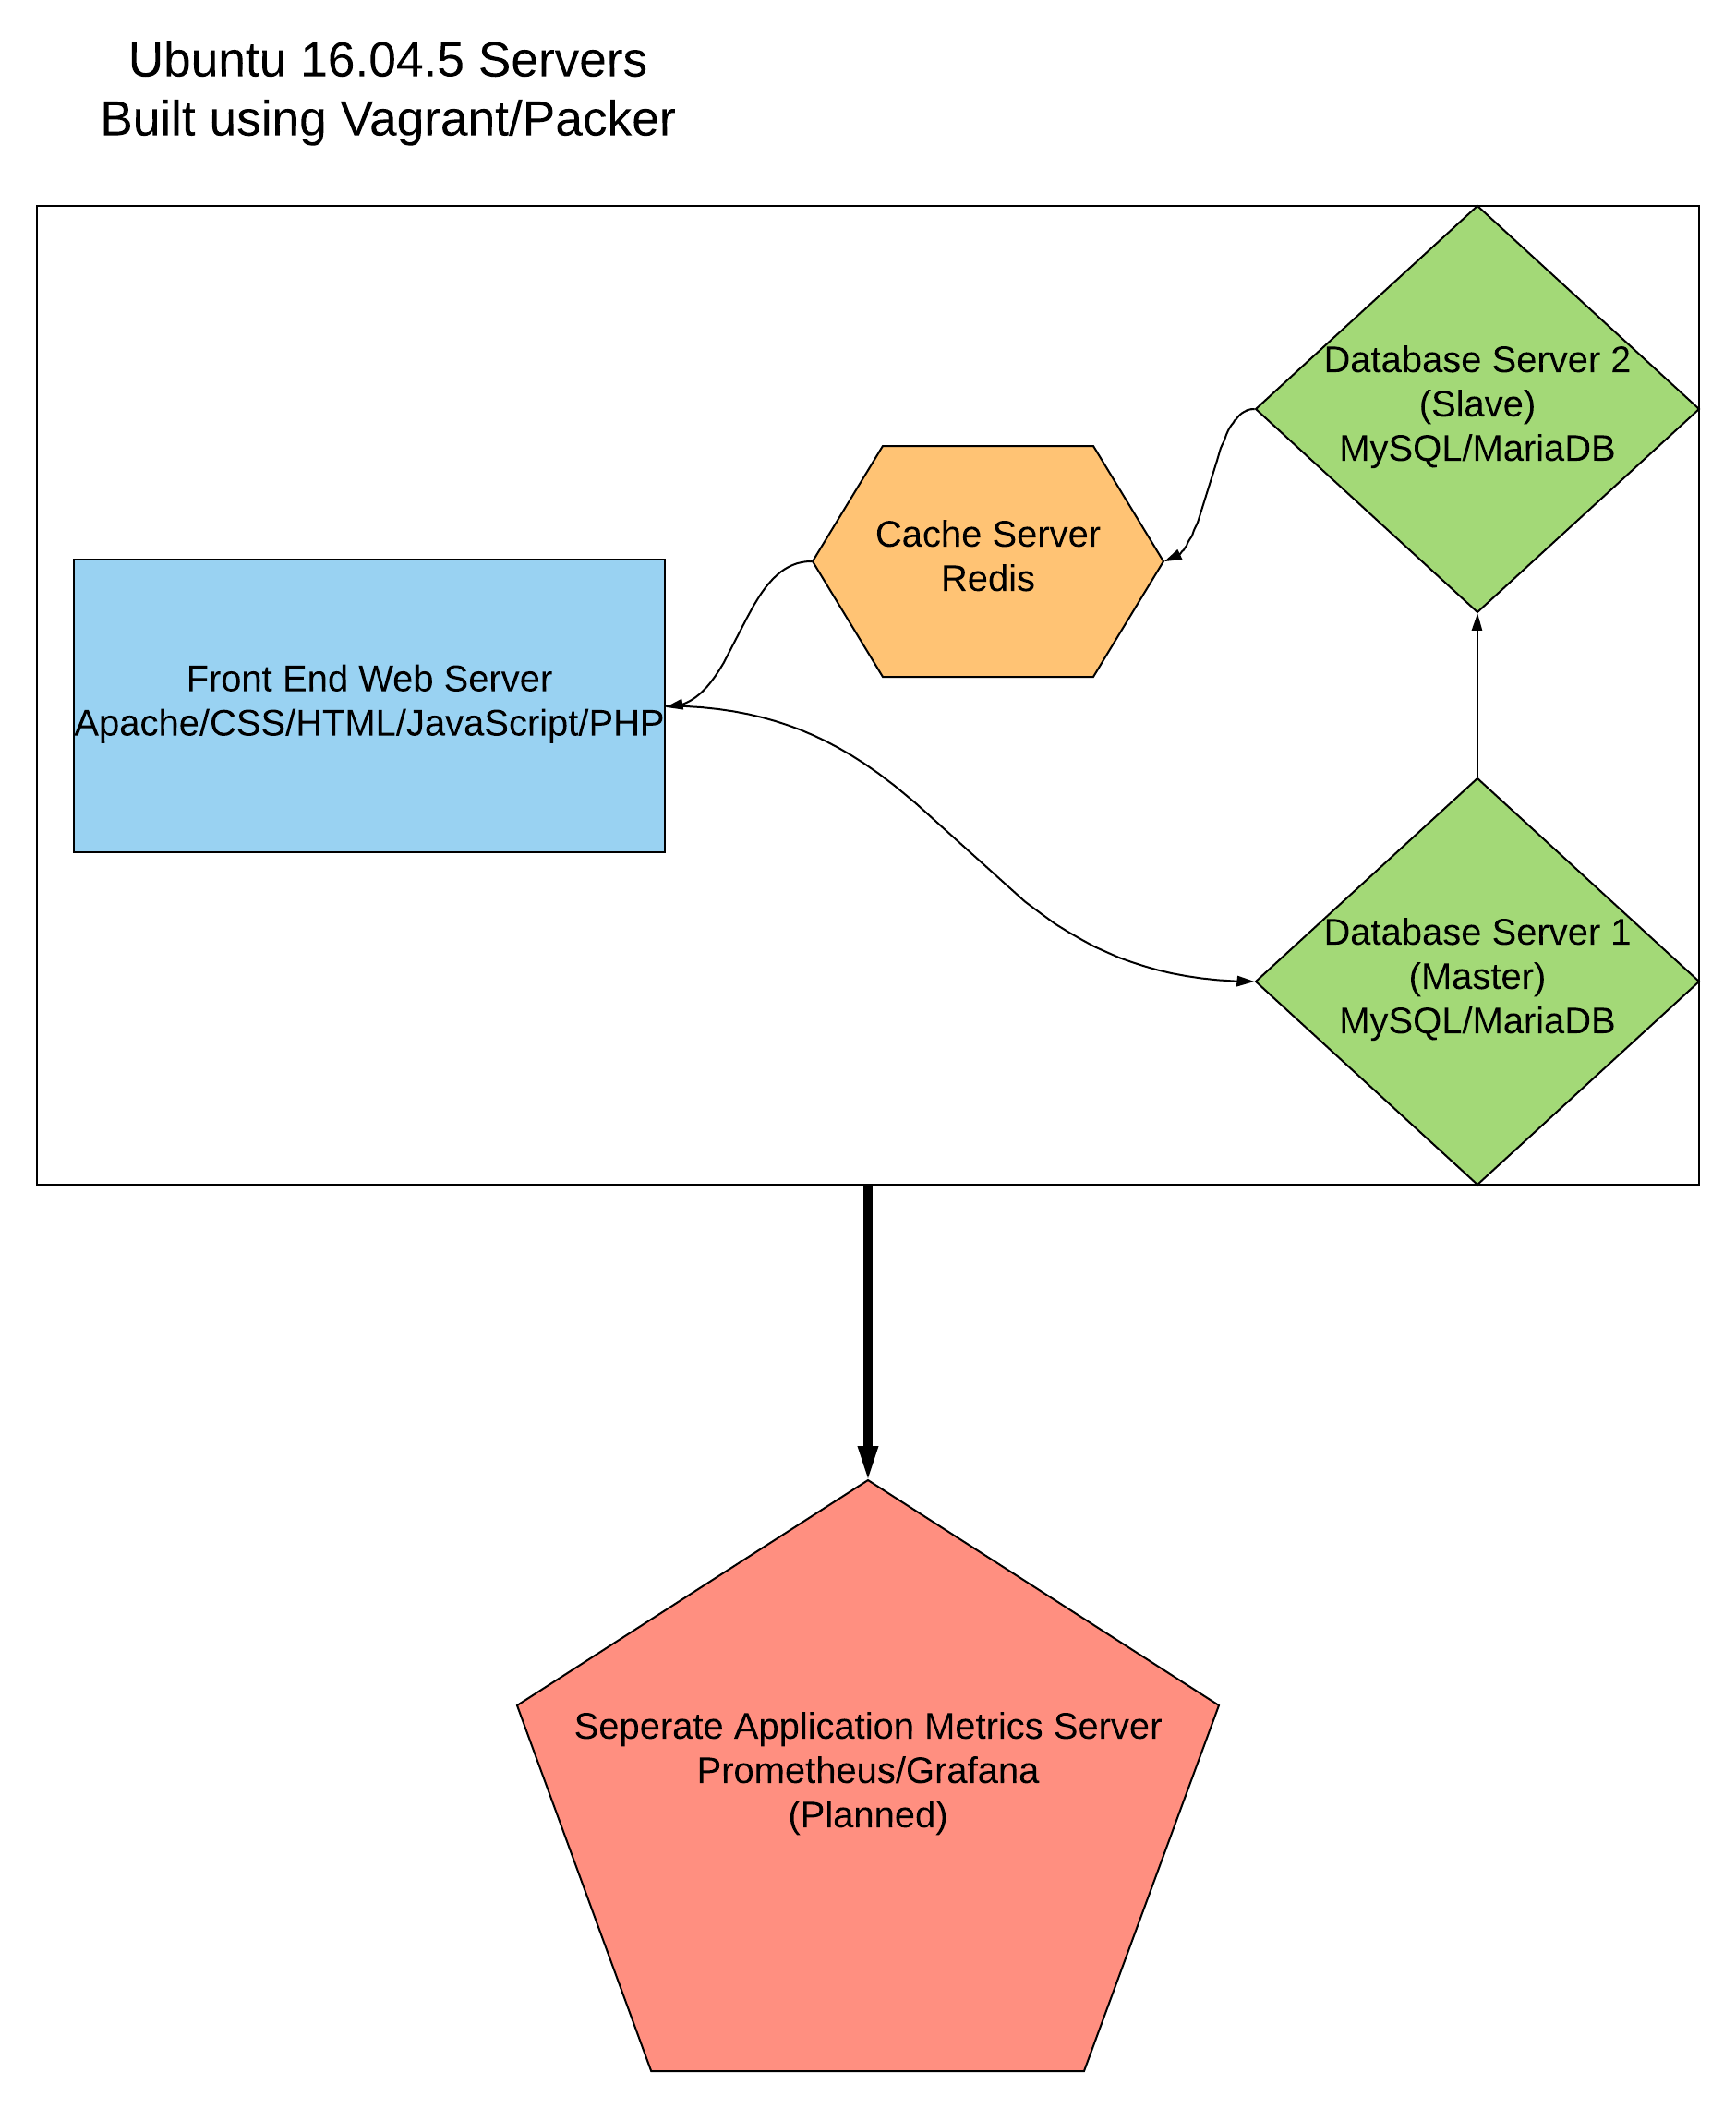 Ubuntu 16.04.5 Servers
Built using Vagrant/Packer
Database Server 2
(Slave)
MySQL/MariaDB
Cache Server
Redis
Front End Web Server
Apache/CSS/HTML/JavaScript/PHP
Database Server 1
(Master)
MySQL/MariaDB
Seperate Application Metrics Server
Prometheus/Grafana
(Planned)